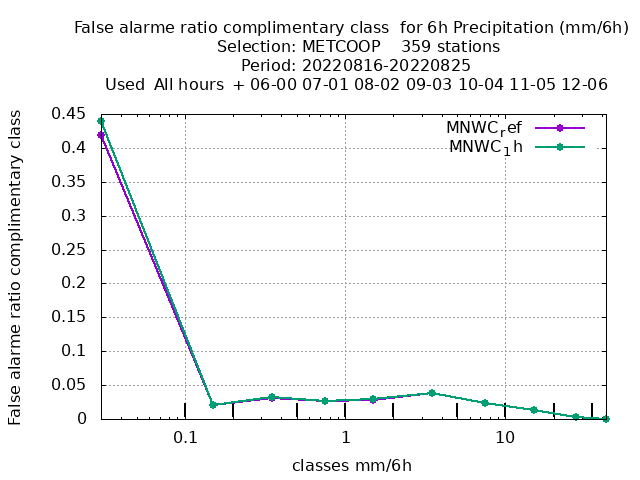 False alarme ratio complimentary class  for 6h Precipitation (mm/6h)
Selection: METCOOP    359 stations
Period: 20220816-20220825
Used  All hours  + 06-00 07-01 08-02 09-03 10-04 11-05 12-06
False alarme ratio complimentary class
0.45
0.4
0.35
0.3
0.25
0.2
0.15
0.1
0.05
0
MNWCref
MNWC1h
0.1
1
10
classes mm/6h